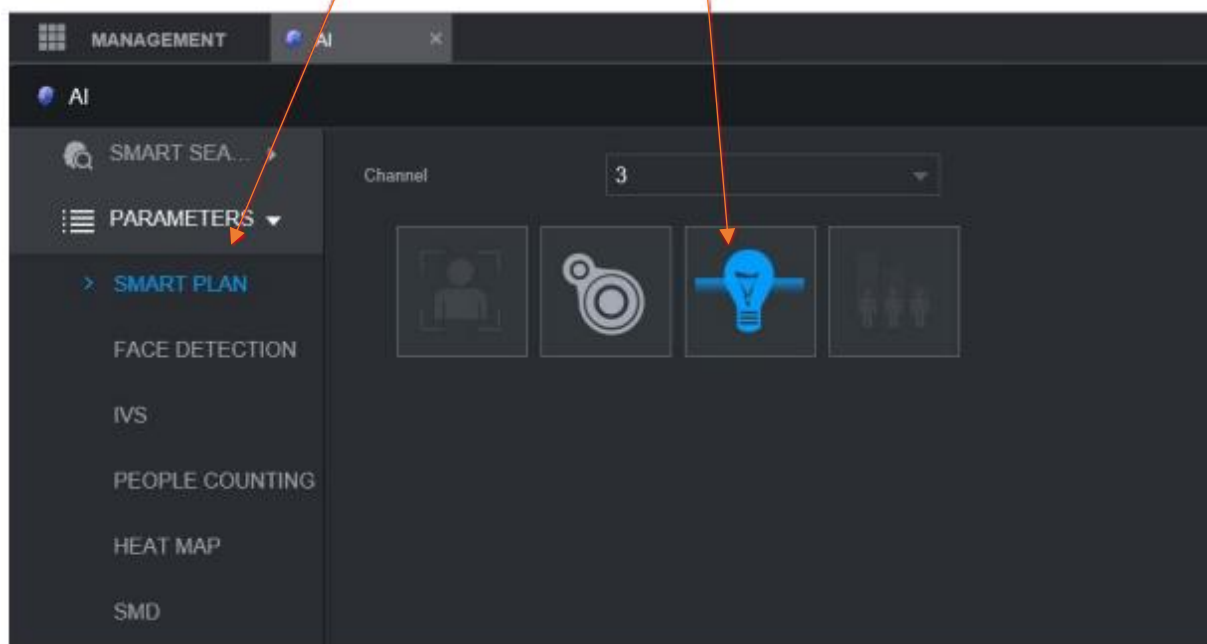 MANAGEMENT
AI
AI
SMART SEA...
Channel
3
PARAMETERS
SMART PLAN
FACE DETECTION
IVS
PEOPLE COUNTING
HEAT MAP
SMD